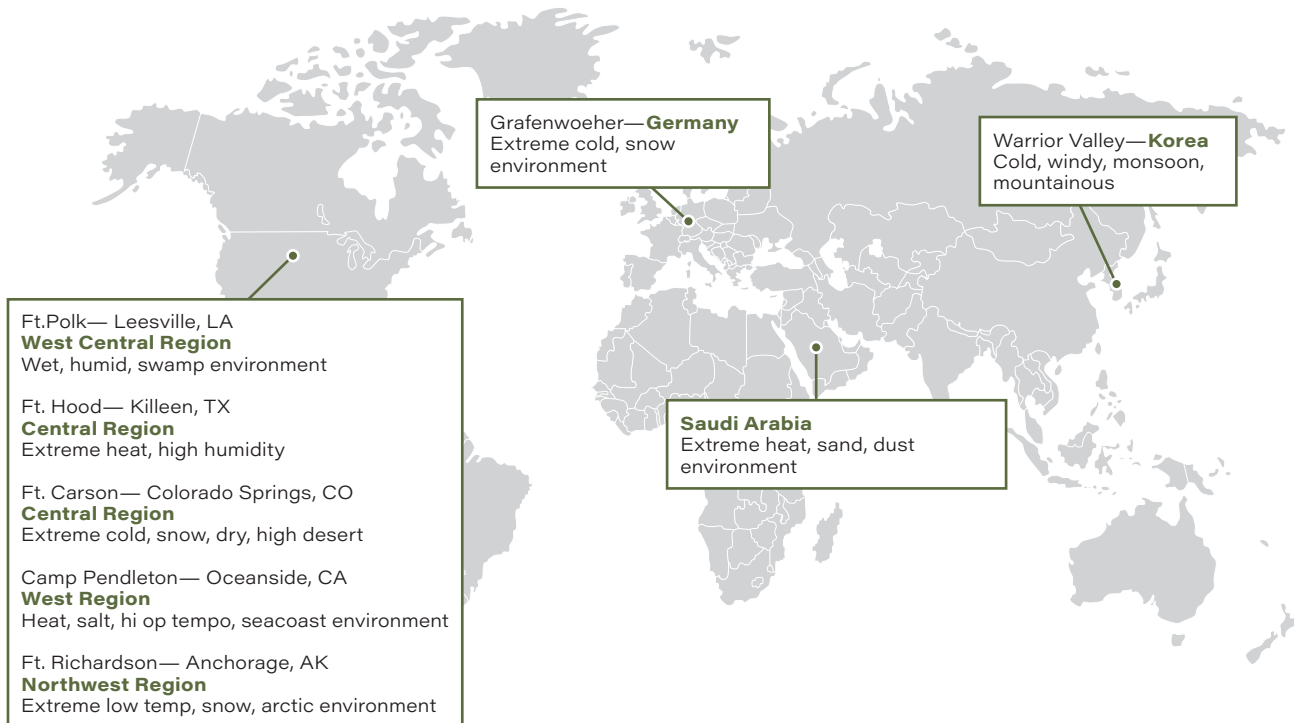 Grafenwoeher—Germany
Extreme cold, snow
environment
Warrior Valley—Korea
Cold, windy, monsoon,
mountainous
Ft.Polk— Leesville, LA
West Central Region
Wet, humid, swamp environment
Ft. Hood— Killeen, TX
Central Region
Extreme heat, high humidity
Ft. Carson— Colorado Springs, CO
Central Region
Extreme cold, snow, dry, high desert
Camp Pendleton— Oceanside, CA
West Region
Heat, salt, hi op tempo, seacoast environment
Ft. Richardson— Anchorage, AK
Northwest Region
Extreme low temp, snow, arctic environment
Saudi Arabia
Extreme heat, sand, dust
environment